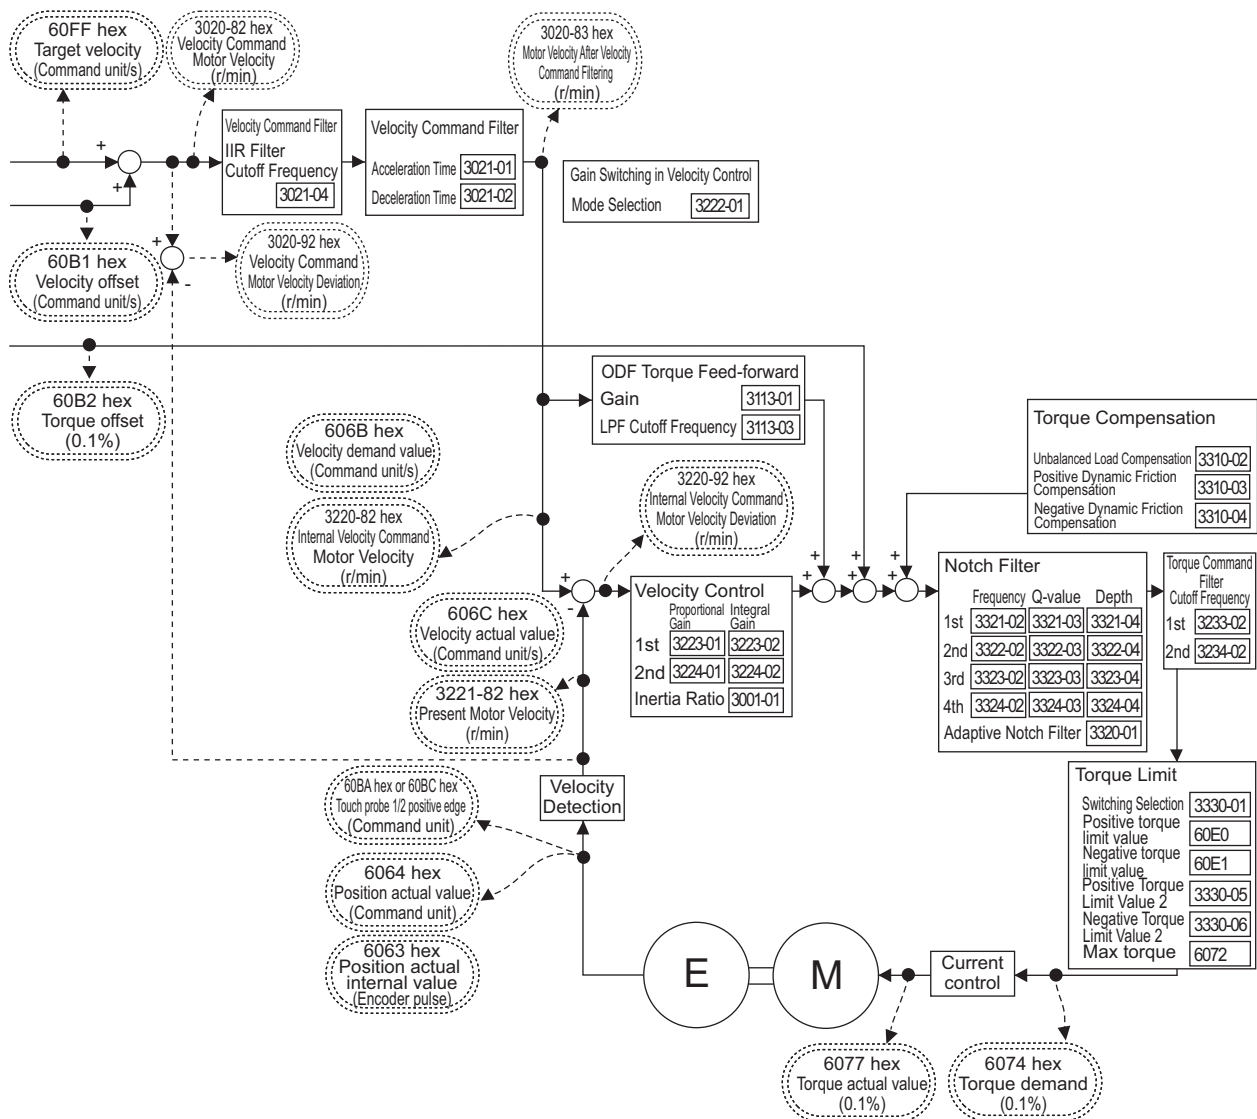 60FF hex
Target velocity
(Command unit/s)
3020-82 hex
Velocity Command
Motor Velocity
(r/min)
3020-83 hex
Motor Velocity After Velocity
Command Filtering
(r/min)
Velocity Command Filter
IIR Filter
Cutoff Frequency
3021-04
Velocity Command Filter
Acceleration Time 3021-01
Deceleration Time 3021-02
Gain Switching in Velocity Control
Mode Selection 3222-01
+
+
60B1 hex
Velocity offset
(Command unit/s)
+
-
3020-92 hex
Velocity Command
Motor Velocity Deviation
(r/min)
60B2 hex
Torque offset
(0.1%)
ODF Torque Feed-forward
Gain 3113-01
LPF Cutoff Frequency 3113-03
Torque Compensation
Unbalanced Load Compensation 3310-02
Positive Dynamic Friction
Compensation 3310-03
Negative Dynamic Friction
Compensation 3310-04
606B hex
Velocity demand value
(Command unit/s)
3220-82 hex
Internal Velocity Command
Motor Velocity
(r/min)
3220-92 hex
Internal Velocity Command
Motor Velocity Deviation
(r/min)
+
-
Velocity Control
Proportional Gain Integral Gain
1st 3223-01 3223-02
2nd 3224-01 3224-02
Inertia Ratio 3001-01
+
+
+
+
+
+
Notch Filter
Frequency Q-value Depth
1st 3321-02 3321-03 3321-04
2nd 3322-02 3322-03 3322-04
3rd 3323-02 3323-03 3323-04
4th 3324-02 3324-03 3324-04
Adaptive Notch Filter 3320-01
Torque Command
Filter
Cutoff Frequency
1st 3233-02
2nd 3234-02
606C hex
Velocity actual value
(Command unit/s)
3221-82 hex
Present Motor Velocity
(r/min)
Velocity
Detection
60BA hex or 60BC hex
Touch probe 1/2 positive edge
(Command unit)
6064 hex
Position actual value
(Command unit)
6063 hex
Position actual
internal value
(Encoder pulse)
Torque Limit
Switching Selection 3330-01
Positive torque
limit value 60E0
Negative torque
limit value 60E1
Positive Torque
Limit Value 2 3330-05
Negative Torque
Limit Value 2 3330-06
Max torque 6072
E
M
Current
control
6077 hex
Torque actual value
(0.1%)
6074 hex
Torque demand
(0.1%)